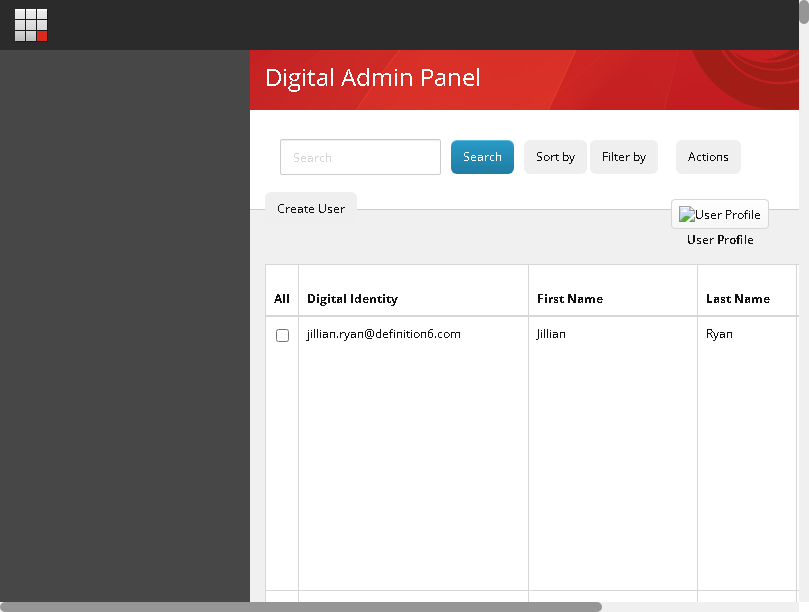 Digital Admin Panel
Search
Search
Sort by
Filter by
Actions
Create User
User Profile
User Profile
All
Digital Identity
First Name
Last Name
jillian.ryan@definition6.com
Jillian
Ryan